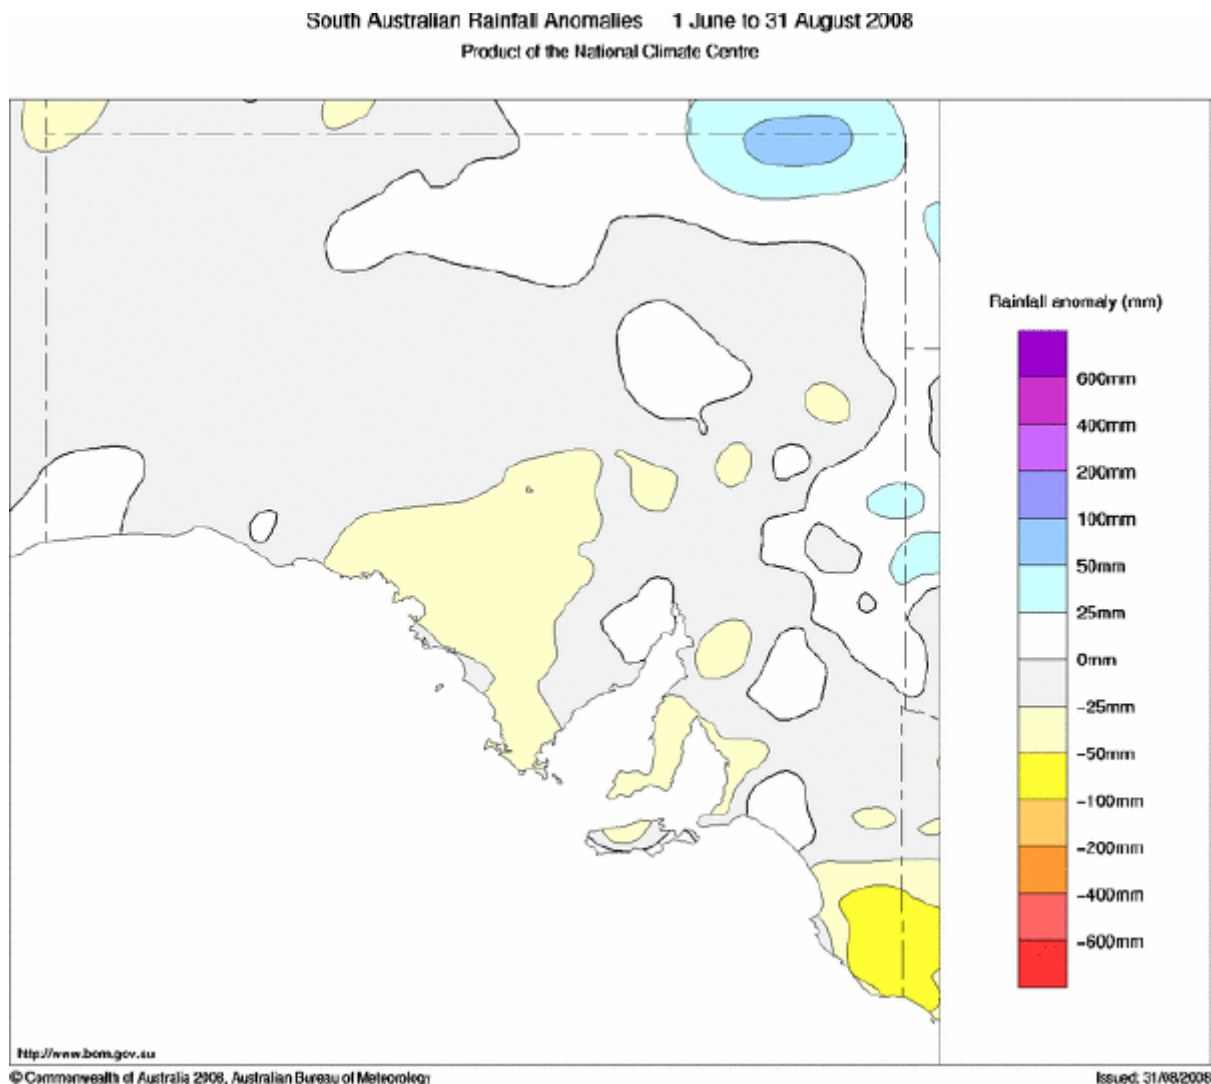 South Australian Rainfall Anomalies 1 June to 31 August 2008
Product of the National Climate Centre
Rainfall anomaly (mm)
600mm
400mm
200mm
100mm
50mm
25mm
0mm
-25mm
-50mm
-100mm
-200mm
-400mm
-600mm
http://www.bom.gov.au
© Commonwealth of Australia 2008, Australian Bureau of Meteorology
Issued: 31/08/2008